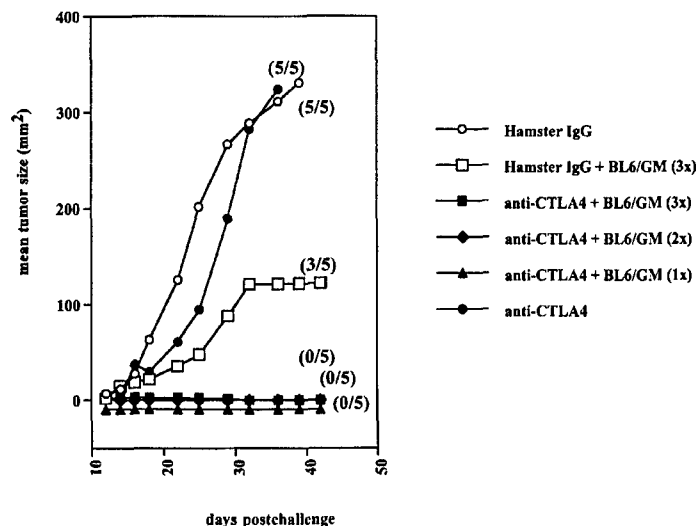 400
300
200
100
0
mean tumor size (mm²)
10
20
30
40
50
days postchallenge
(5/5)
(5/5)
(3/5)
(0/5)
(0/5)
(0/5)
Hamster IgG
Hamster IgG + BL6/GM (3x)
anti-CTLA4 + BL6/GM (3x)
anti-CTLA4 + BL6/GM (2x)
anti-CTLA4 + BL6/GM (1x)
anti-CTLA4